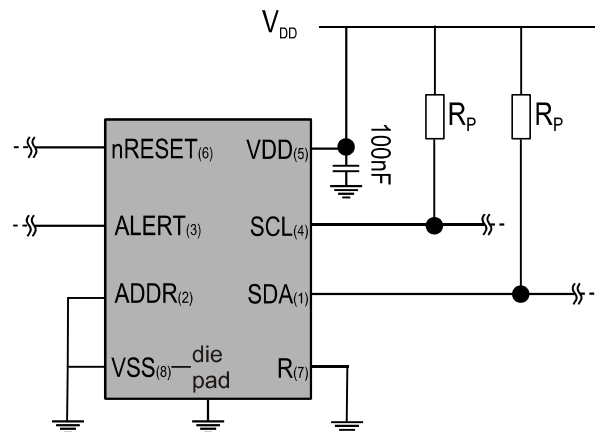 VDD
RP
RP
100nF
nRESET(6)
VDD(5)
ALERT(3)
SCL(4)
ADDR(2)
SDA(1)
VSS(8)
die
pad
R(7)